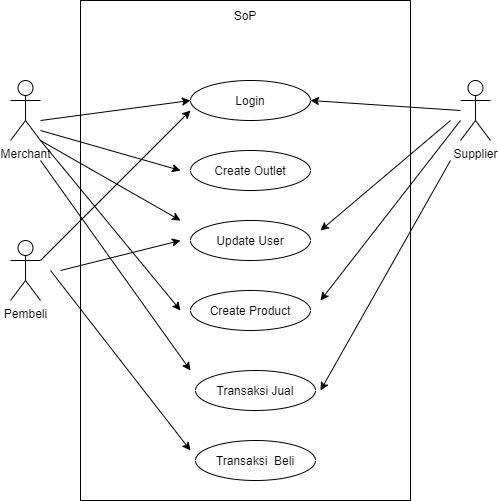 SoP
Login
Merchant
Supplier
Create Outlet
Update User
Pembeli
Create Product
Transaksi Jual
Transaksi  Beli